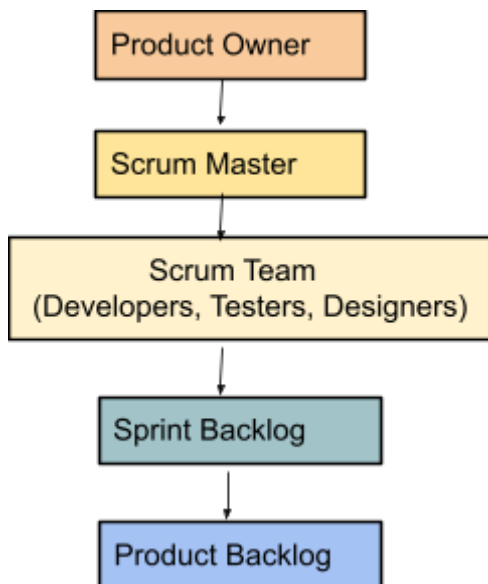 Product Owner
Scrum Master
Scrum Team
(Developers, Testers, Designers)
Sprint Backlog
Product Backlog